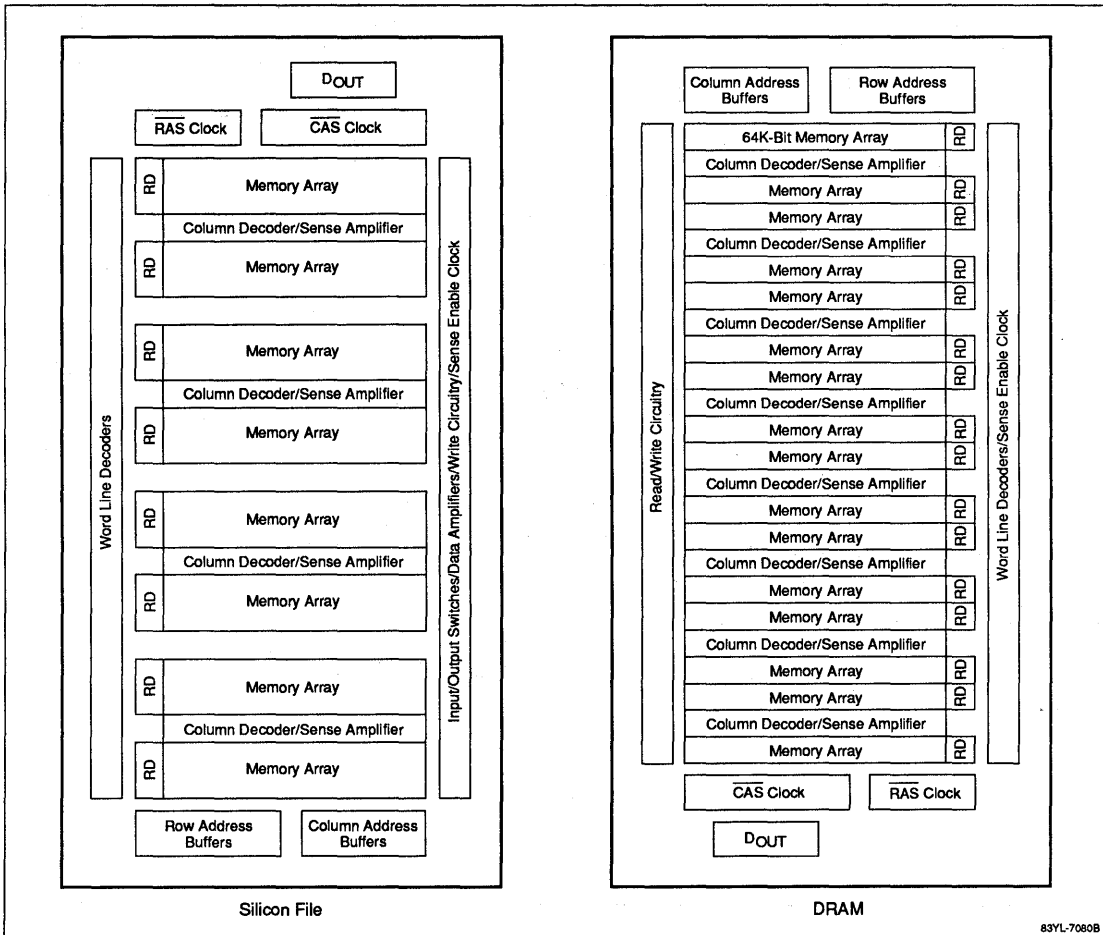 DOUT
RAS Clock
CAS Clock
Word Line Decoders
RD
Memory Array
Column Decoder/Sense Amplifier
RD
Memory Array
RD
Memory Array
Column Decoder/Sense Amplifier
RD
Memory Array
RD
Memory Array
Column Decoder/Sense Amplifier
RD
Memory Array
RD
Memory Array
Column Decoder/Sense Amplifier
RD
Memory Array
Input/Output Switches/Data Amplifiers/Write Circuitry/Sense Enable Clock
Row Address
Buffers
Column Address
Buffers
Silicon File
Column Address
Buffers
Row Address
Buffers
Read/Write Circuitry
64K-Bit Memory Array
RD
Column Decoder/Sense Amplifier
Memory Array
RD
Memory Array
RD
Column Decoder/Sense Amplifier
Memory Array
RD
Memory Array
RD
Column Decoder/Sense Amplifier
Memory Array
RD
Memory Array
RD
Column Decoder/Sense Amplifier
Memory Array
RD
Memory Array
RD
Column Decoder/Sense Amplifier
Memory Array
RD
Memory Array
RD
Column Decoder/Sense Amplifier
Memory Array
RD
Memory Array
RD
Column Decoder/Sense Amplifier
Memory Array
RD
Memory Array
RD
Column Decoder/Sense Amplifier
Memory Array
RD
Word Line Decoders/Sense Enable Clock
CAS Clock
RAS Clock
DOUT
DRAM
83YL-7080B